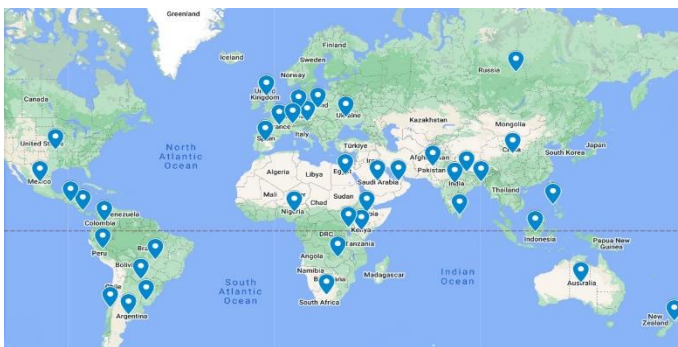 Greenland
Iceland
Finland
Sweden
Norway
Russia
United
Kingdom
Canada
Ukraine
France
Kazakhstan
Mongolia
Spain
Italy
Türkiye
United States
North
Atlantic
Ocean
China
South Korea
Japan
Afghanistan
Pakistan
Algeria
Libya
Egypt
Saudi Arabia
India
Mexico
Mali
Chad
Sudan
Thailand
Nigeria
Venezuela
Colombia
Kenya
DRC
Tanzania
Indonesia
Papua New
Guinea
Peru
Brazil
Angola
Bolivia
Namibia
Madagascar
South
Atlantic
Ocean
Indian
Ocean
Chile
South Africa
Australia
Argentina
New
Zealand